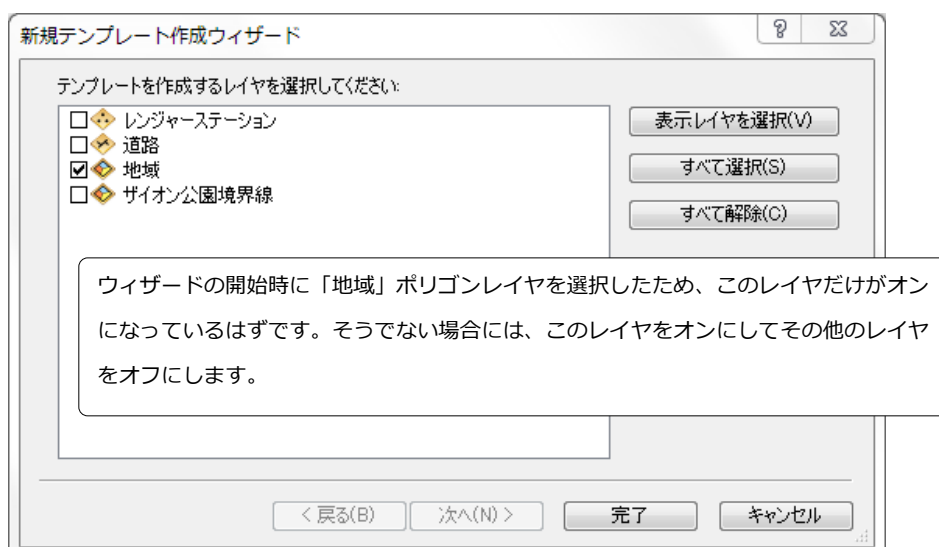 新規テンプレート作成ウィザード
テンプレートを作成するレイヤを選択してください:
レンジャーステーション
道路
地域
ザイオン公園境界線
表示レイヤを選択(V)
すべて選択(S)
すべて解除(C)
ウィザードの開始時に「地域」ポリゴンレイヤを選択したため、このレイヤだけがオン
になっているはずです。そうでない場合には、このレイヤをオンにしてその他のレイヤ
をオフにします。
< 戻る(B)
次へ(N) >
完了
キャンセル